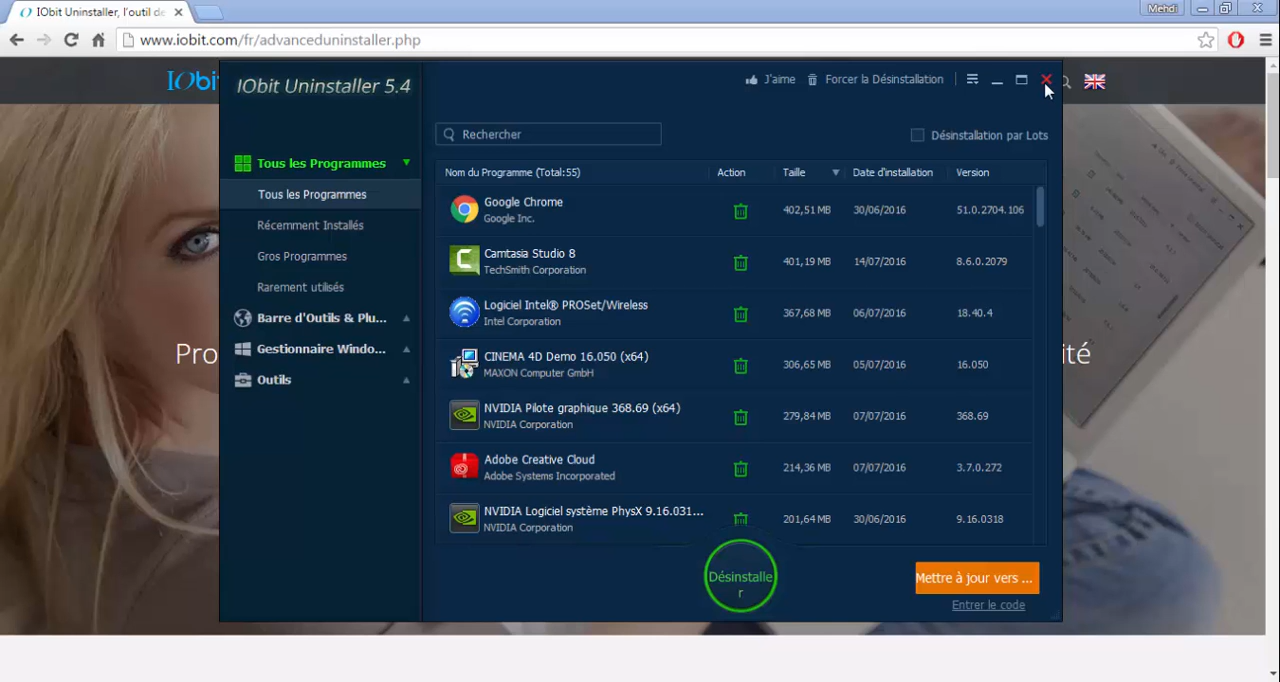 IObit Uninstaller, l'outil de
Mehdi
www.iobit.com/fr/advanceduninstaller.php
IObit
IObit Uninstaller 5.4
J'aime
Forcer la Désinstallation
Rechercher
Désinstallation par Lots
Tous les Programmes
Tous les Programmes
Récemment Installés
Gros Programmes
Rarement utilisés
Barre d'Outils & Plu...
Gestionnaire Windo...
Outils
Nom du Programme (Total:55) Action Taille Date d'installation Version
Google Chrome
Google Inc.
402,51 MB 30/06/2016 51.0.2704.106
Camtasia Studio 8
TechSmith Corporation
401,19 MB 14/07/2016 8.6.0.2079
Logiciel Intel® PROSet/Wireless
Intel Corporation
367,68 MB 06/07/2016 18.40.4
CINEMA 4D Demo 16.050 (x64)
MAXON Computer GmbH
306,65 MB 05/07/2016 16.050
NVIDIA Pilote graphique 368.69 (x64)
NVIDIA Corporation
279,84 MB 07/07/2016 368.69
Adobe Creative Cloud
Adobe Systems Incorporated
214,36 MB 07/07/2016 3.7.0.272
NVIDIA Logiciel système PhysX 9.16.031...
NVIDIA Corporation
201,64 MB 30/06/2016 9.16.0318
Désinstalle
r
Mettre à jour vers ...
Entrer le code
Pro
ité